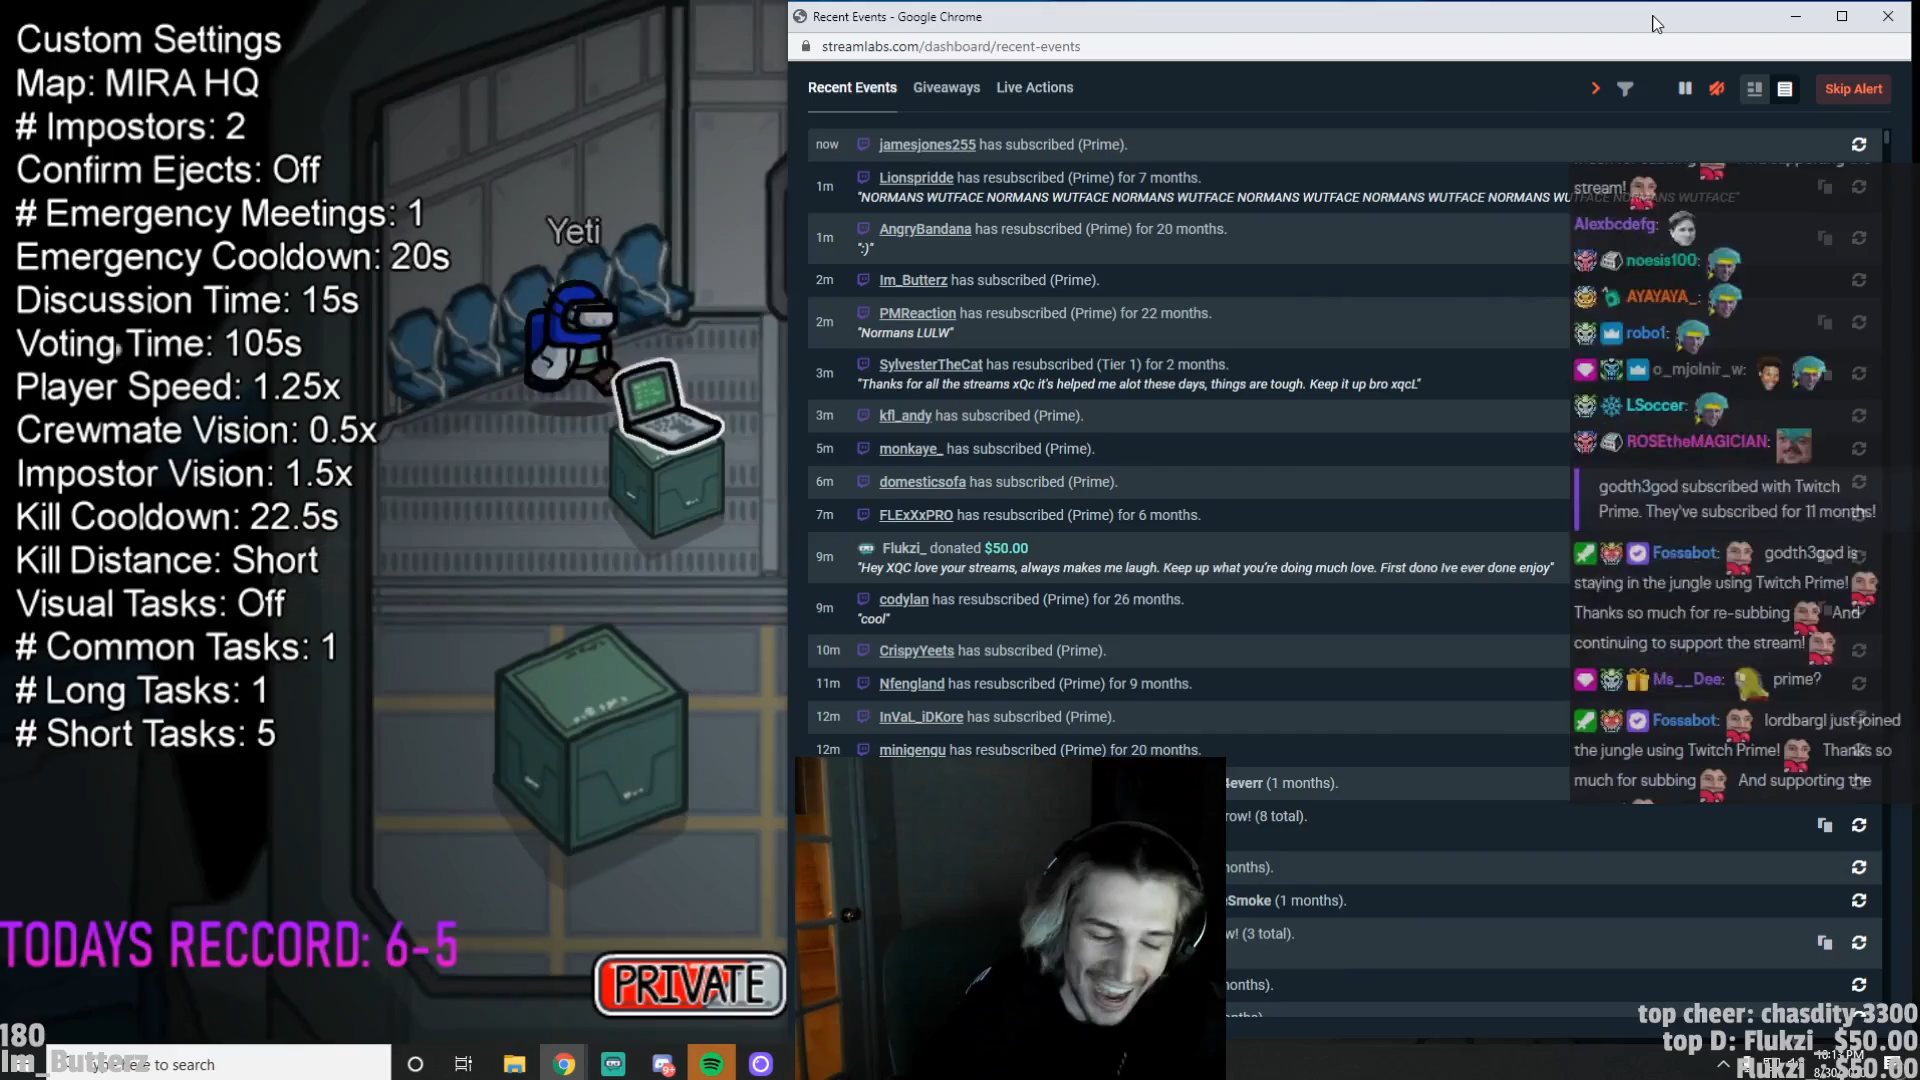 Custom Settings
Map: MIRA HQ
# Impostors: 2
Confirm Ejects: Off
# Emergency Meetings: 1
Emergency Cooldown: 20s
Discussion Time: 15s
Voting Time: 105s
Player Speed: 1.25x
Crewmate Vision: 0.5x
Impostor Vision: 1.5x
Kill Cooldown: 22.5s
Kill Distance: Short
Visual Tasks: Off
# Common Tasks: 1
# Long Tasks: 1
# Short Tasks: 5
Yeti
TODAYS RECCORD: 6-5
PRIVATE
180
Im_Butterz
Type here to search
Recent Events - Google Chrome
streamlabs.com/dashboard/recent-events
Recent Events Giveaways Live Actions
Skip Alert
now jamesjones255 has subscribed (Prime).
1m Lionspridde has resubscribed (Prime) for 7 months.
"NORMANS WUTFACE NORMANS WUTFACE NORMANS WUTFACE NORMANS WUTFACE NORMANS WUTFACE NORMANS WUTFACE NORMANS WUTFACE"
1m AngryBandana has resubscribed (Prime) for 20 months.
":)"
2m Im_Butterz has subscribed (Prime).
2m PMReaction has resubscribed (Prime) for 22 months.
"Normans LULW"
3m SylvesterTheCat has resubscribed (Tier 1) for 2 months.
"Thanks for all the streams xQc it's helped me alot these days, things are tough. Keep it up bro xqcL"
3m kfl_andy has subscribed (Prime).
5m monkaye_ has subscribed (Prime).
6m domesticsofa has subscribed (Prime).
7m FLExXxPRO has resubscribed (Prime) for 6 months.
9m Flukzi_ donated $50.00
"Hey XQC love your streams, always makes me laugh. Keep up what you're doing much love. First dono Ive ever done enjoy"
9m codylan has resubscribed (Prime) for 26 months.
"cool"
10m CrispyYeets has subscribed (Prime).
11m Nfengland has resubscribed (Prime) for 9 months.
12m InVaL_iDKore has subscribed (Prime).
12m minigengu has resubscribed (Prime) for 20 months.
4everr (1 months).
row! (8 total).
onths).
Smoke (1 months).
w! (3 total).
onths).
stream!
Alexbcdefg:
noesis100:
AYAYAYA_:
robo1:
o_mjolnir_w:
LSoccer:
ROSEtheMAGICIAN:
godth3god subscribed with Twitch
Prime. They've subscribed for 11 months!
Fossabot: godth3god is
staying in the jungle using Twitch Prime!
Thanks so much for re-subbing And
continuing to support the stream!
Ms__Dee: prime?
Fossabot: lordbargl just joined
the jungle using Twitch Prime! Thanks so
much for subbing And supporting the
top cheer: chasdity 3300
top D: Flukzi_ $50.00
Flukzi_: $50.00